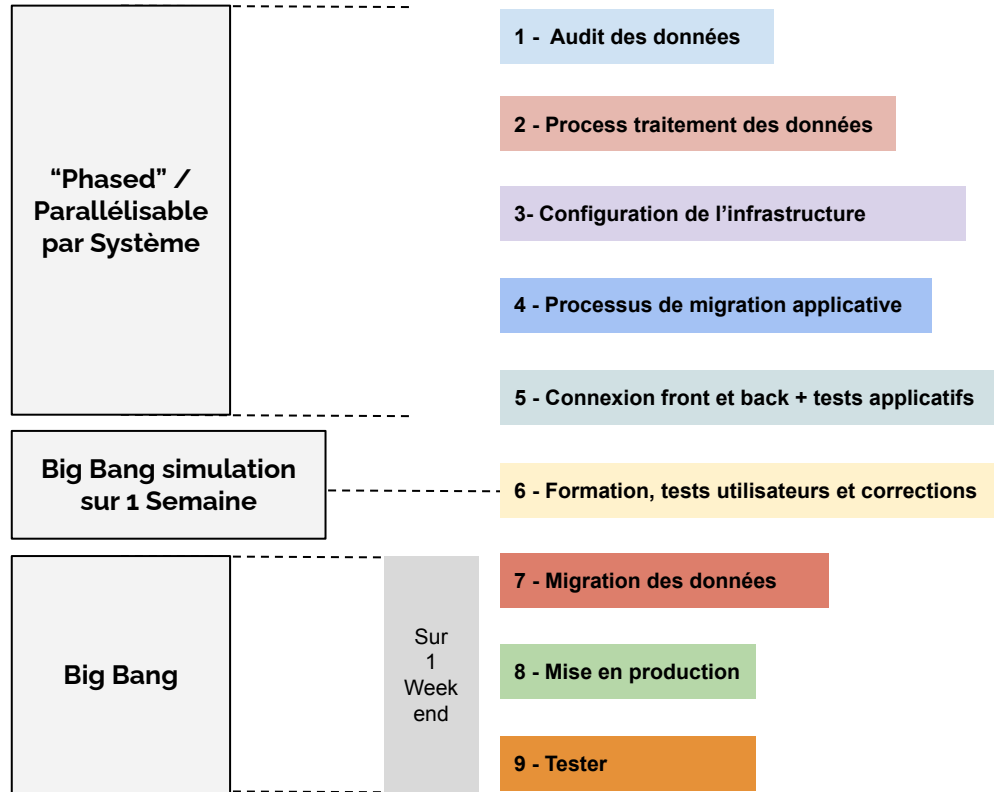 1 - Audit des données
2 - Process traitement des données
“Phased” /
Parallélisable
par Système
3- Configuration de l’infrastructure
4 - Processus de migration applicative
5 - Connexion front et back + tests applicatifs
Big Bang simulation
sur 1 Semaine
6 - Formation, tests utilisateurs et corrections
7 - Migration des données
Big Bang
Sur
1
Week
end
8 - Mise en production
9 - Tester